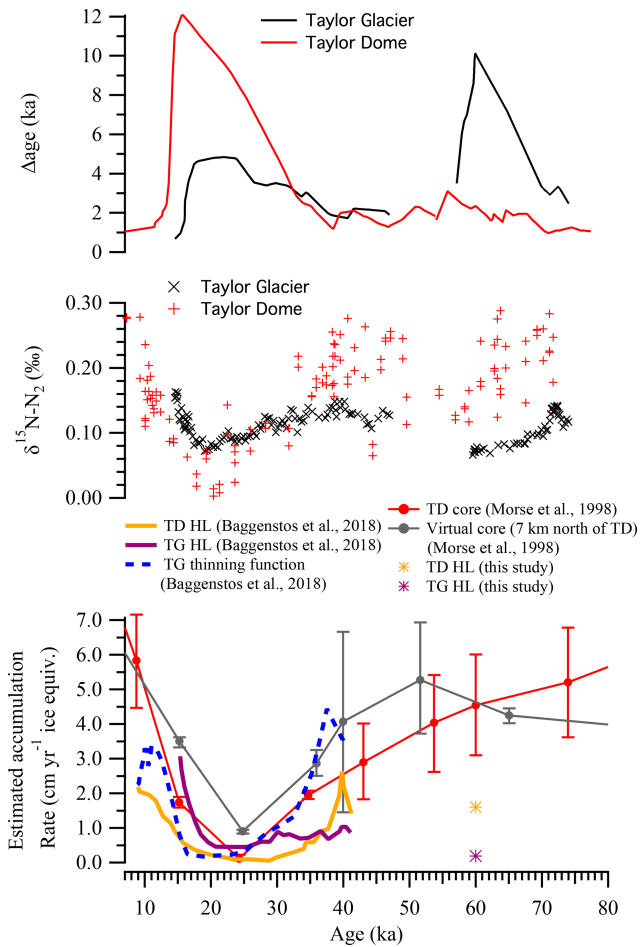 12
10
8
6
4
2
0
Δage (ka)
Taylor Glacier
Taylor Dome
0.30
0.20
0.10
0.00
δ15N-N2 (‰)
Taylor Glacier
Taylor Dome
TD HL (Baggenstos et al., 2018)
TG HL (Baggenstos et al., 2018)
TG thinning function
(Baggenstos et al., 2018)
TD core (Morse et al., 1998)
Virtual core (7 km north of TD)
(Morse et al., 1998)
TD HL (this study)
TG HL (this study)
7.0
6.0
5.0
4.0
3.0
2.0
1.0
0.0
Estimated accumulation
Rate (cm yr-1 ice equiv.)
10 20 30 40 50 60 70 80
Age (ka)